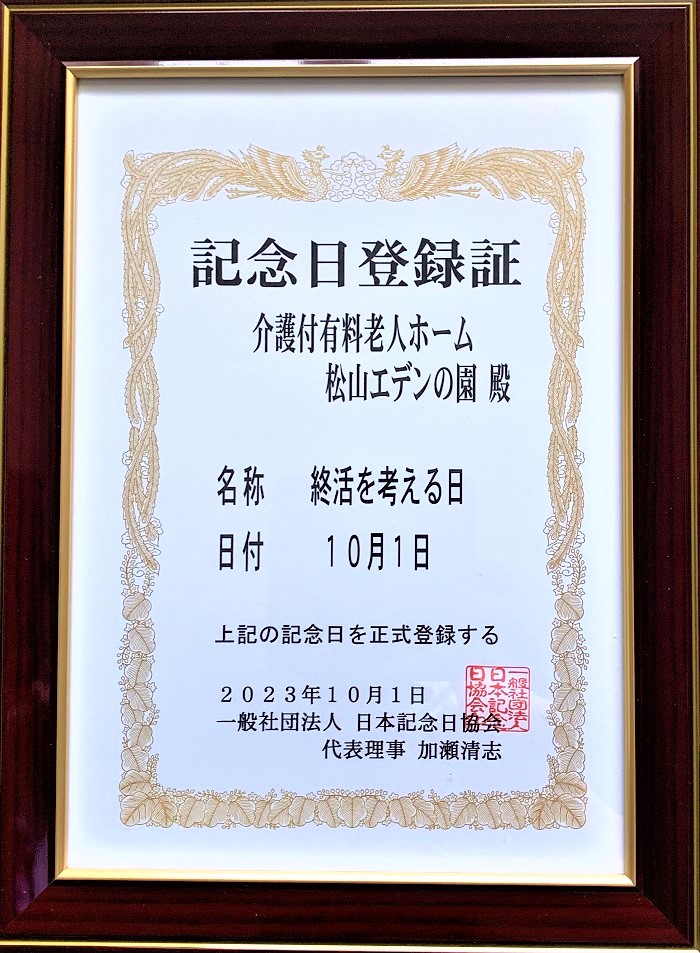 記念日登録証
介護付有料老人ホーム
松山エデンの園 殿
名称 終活を考える日
日付 10月1日
上記の記念日を正式登録する
2023年10月1日
一般社団法人 日本記念日協会
代表理事 加瀬清志
一般社団法人
日本記念
日協会